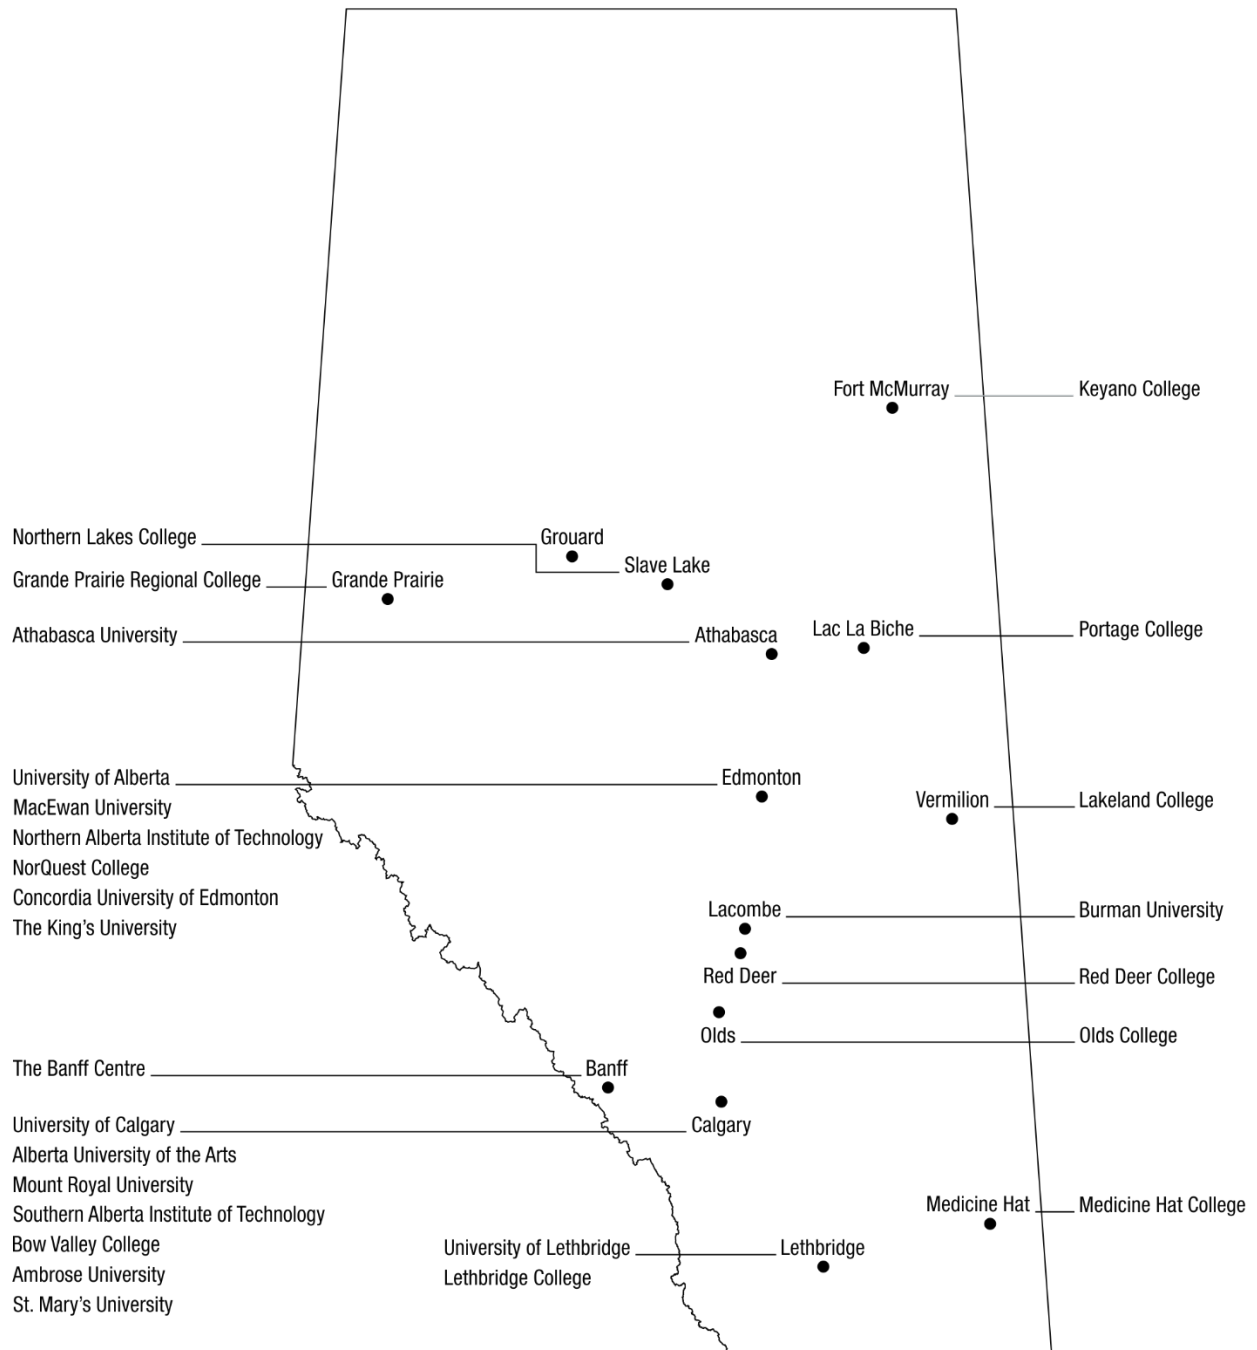 Fort McMurray
Keyano College
Northern Lakes College
Grouard
Slave Lake
Grande Prairie Regional College
Grande Prairie
Athabasca University
Athabasca
Lac La Biche
Portage College
University of Alberta
Edmonton
MacEwan University
Northern Alberta Institute of Technology
NorQuest College
Concordia University of Edmonton
The King's University
Vermilion
Lakeland College
Lacombe
Burman University
Red Deer
Red Deer College
Olds
Olds College
The Banff Centre
Banff
University of Calgary
Calgary
Alberta University of the Arts
Mount Royal University
Southern Alberta Institute of Technology
Bow Valley College
Ambrose University
St. Mary's University
Medicine Hat
Medicine Hat College
University of Lethbridge
Lethbridge
Lethbridge College